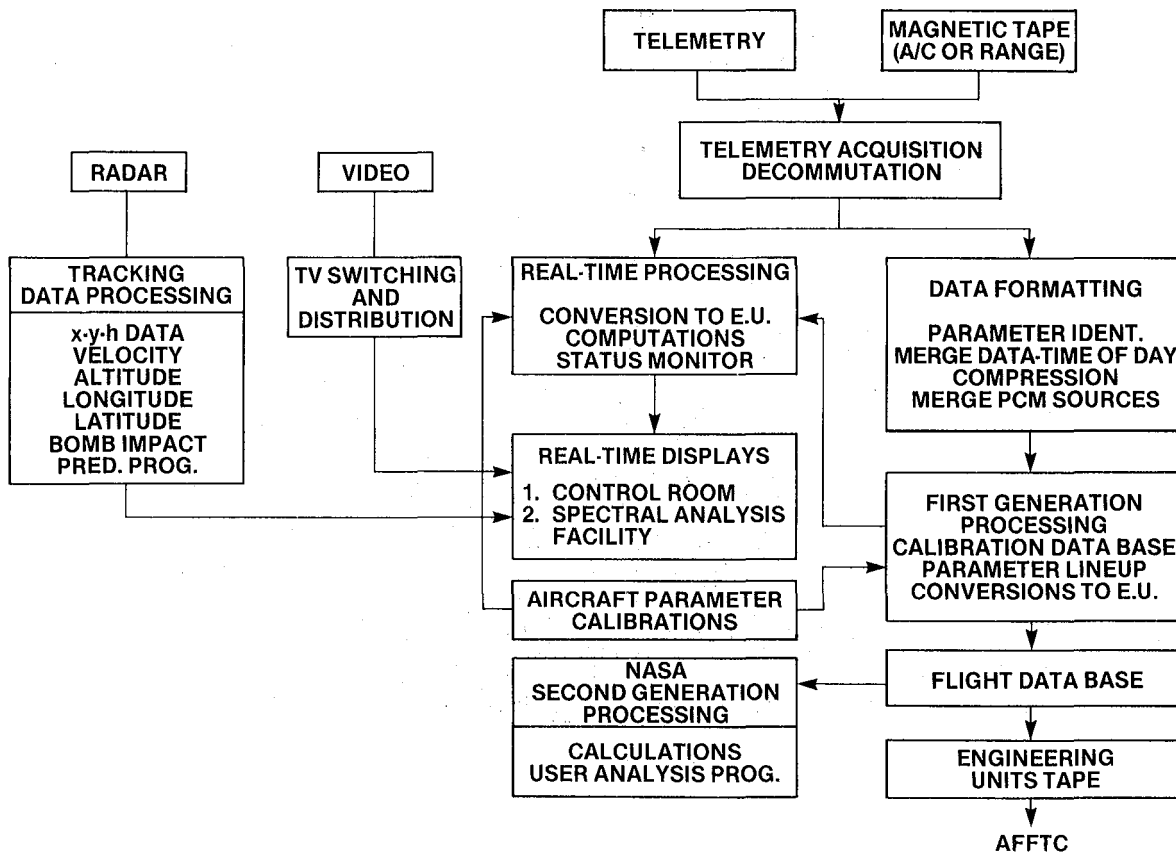 TELEMETRY
MAGNETIC TAPE
(A/C OR RANGE)
TELEMETRY ACQUISITION
DECOMMUTATION
RADAR
VIDEO
TRACKING
DATA PROCESSING
x-y-h DATA
VELOCITY
ALTITUDE
LONGITUDE
LATITUDE
BOMB IMPACT
PRED. PROG.
TV SWITCHING
AND
DISTRIBUTION
REAL-TIME PROCESSING
CONVERSION TO E.U.
COMPUTATIONS
STATUS MONITOR
DATA FORMATTING
PARAMETER IDENT.
MERGE DATA-TIME OF DAY
COMPRESSION
MERGE PCM SOURCES
REAL-TIME DISPLAYS
1. CONTROL ROOM
2. SPECTRAL ANALYSIS
FACILITY
FIRST GENERATION
PROCESSING
CALIBRATION DATA BASE
PARAMETER LINEUP
CONVERSIONS TO E.U.
AIRCRAFT PARAMETER
CALIBRATIONS
NASA
SECOND GENERATION
PROCESSING
CALCULATIONS
USER ANALYSIS PROG.
FLIGHT DATA BASE
ENGINEERING
UNITS TAPE
AFFTC